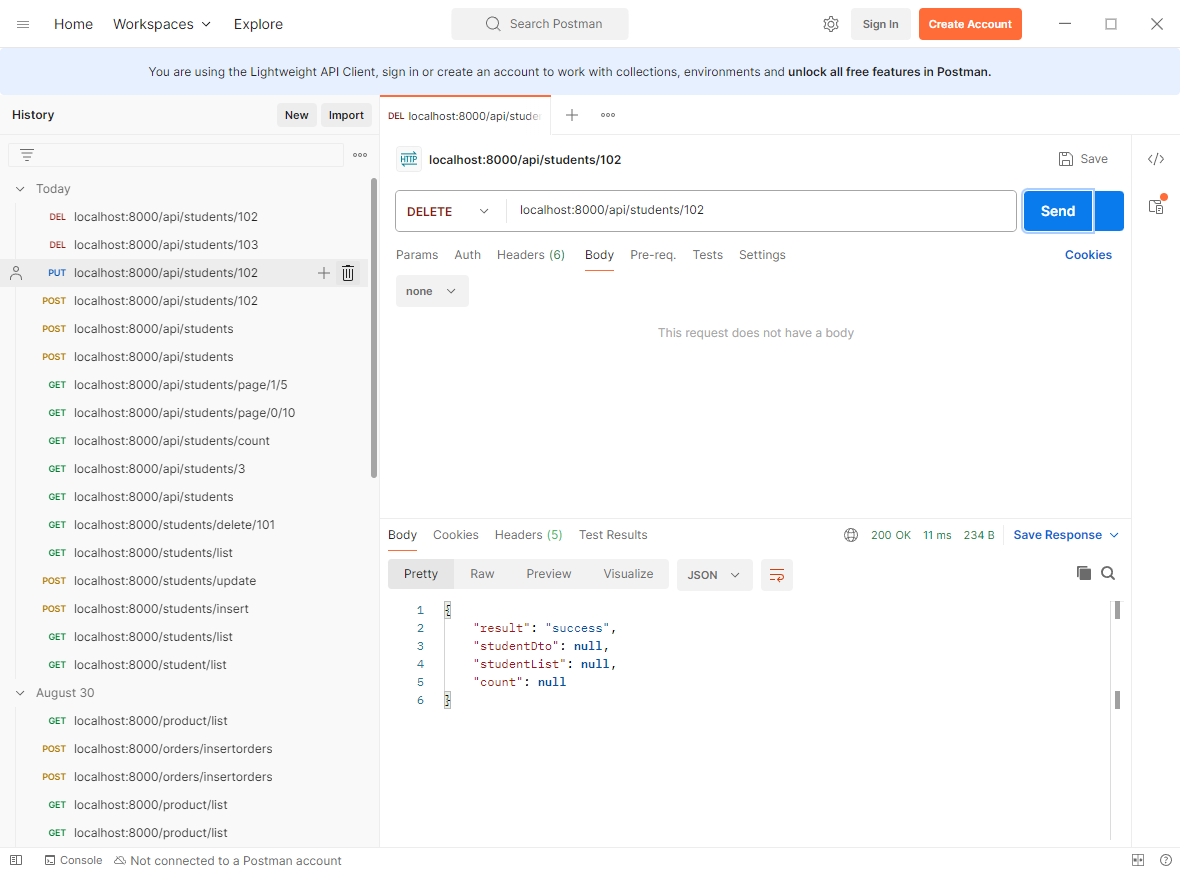 Home Workspaces Explore Search Postman Sign In Create Account
You are using the Lightweight API Client, sign in or create an account to work with collections, environments and unlock all free features in Postman.
History New Import
Today
DEL localhost:8000/api/students/102
DEL localhost:8000/api/students/103
PUT localhost:8000/api/students/102
POST localhost:8000/api/students/102
POST localhost:8000/api/students
POST localhost:8000/api/students
GET localhost:8000/api/students/page/1/5
GET localhost:8000/api/students/page/0/10
GET localhost:8000/api/students/count
GET localhost:8000/api/students/3
GET localhost:8000/api/students
GET localhost:8000/students/delete/101
GET localhost:8000/students/list
POST localhost:8000/students/update
POST localhost:8000/students/insert
GET localhost:8000/students/list
GET localhost:8000/student/list
August 30
GET localhost:8000/product/list
POST localhost:8000/orders/insertorders
POST localhost:8000/orders/insertorders
GET localhost:8000/product/list
GET localhost:8000/product/list
DEL localhost:8000/api/stude
HTTP localhost:8000/api/students/102 Save
DELETE localhost:8000/api/students/102 Send
Params Auth Headers (6) Body Pre-req. Tests Settings Cookies
none
This request does not have a body
Body Cookies Headers (5) Test Results 200 OK 11 ms 234 B Save Response
Pretty Raw Preview Visualize JSON
1 {
2 "result": "success",
3 "studentDto": null,
4 "studentList": null,
5 "count": null
6 }
Console Not connected to a Postman account